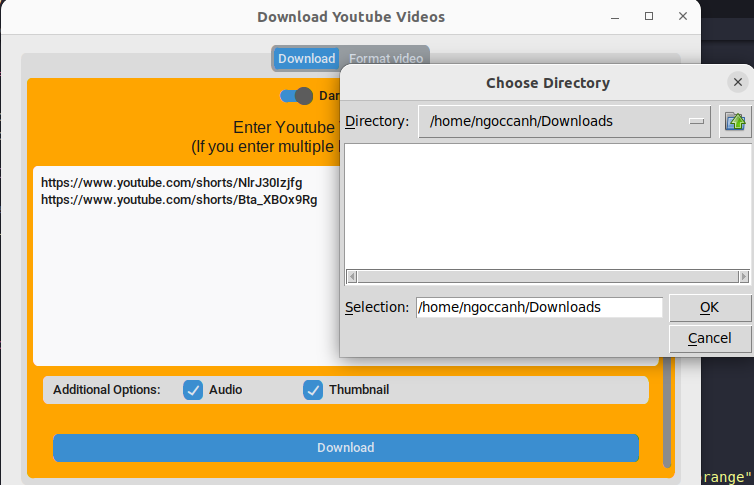 Download Youtube Videos
Download Format video
Choose Directory
Directory: /home/ngoccanh/Downloads
Enter Youtube
(If you enter multiple
https://www.youtube.com/shorts/NlrJ30Izjfg
https://www.youtube.com/shorts/Bta_XBOx9Rg
Selection: /home/ngoccanh/Downloads OK
Cancel
Additional Options: Audio Thumbnail
Download
range"